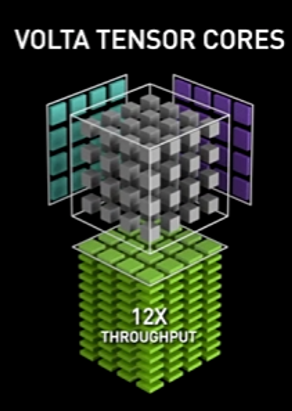 VOLTA TENSOR CORES
12X
THROUGHPUT